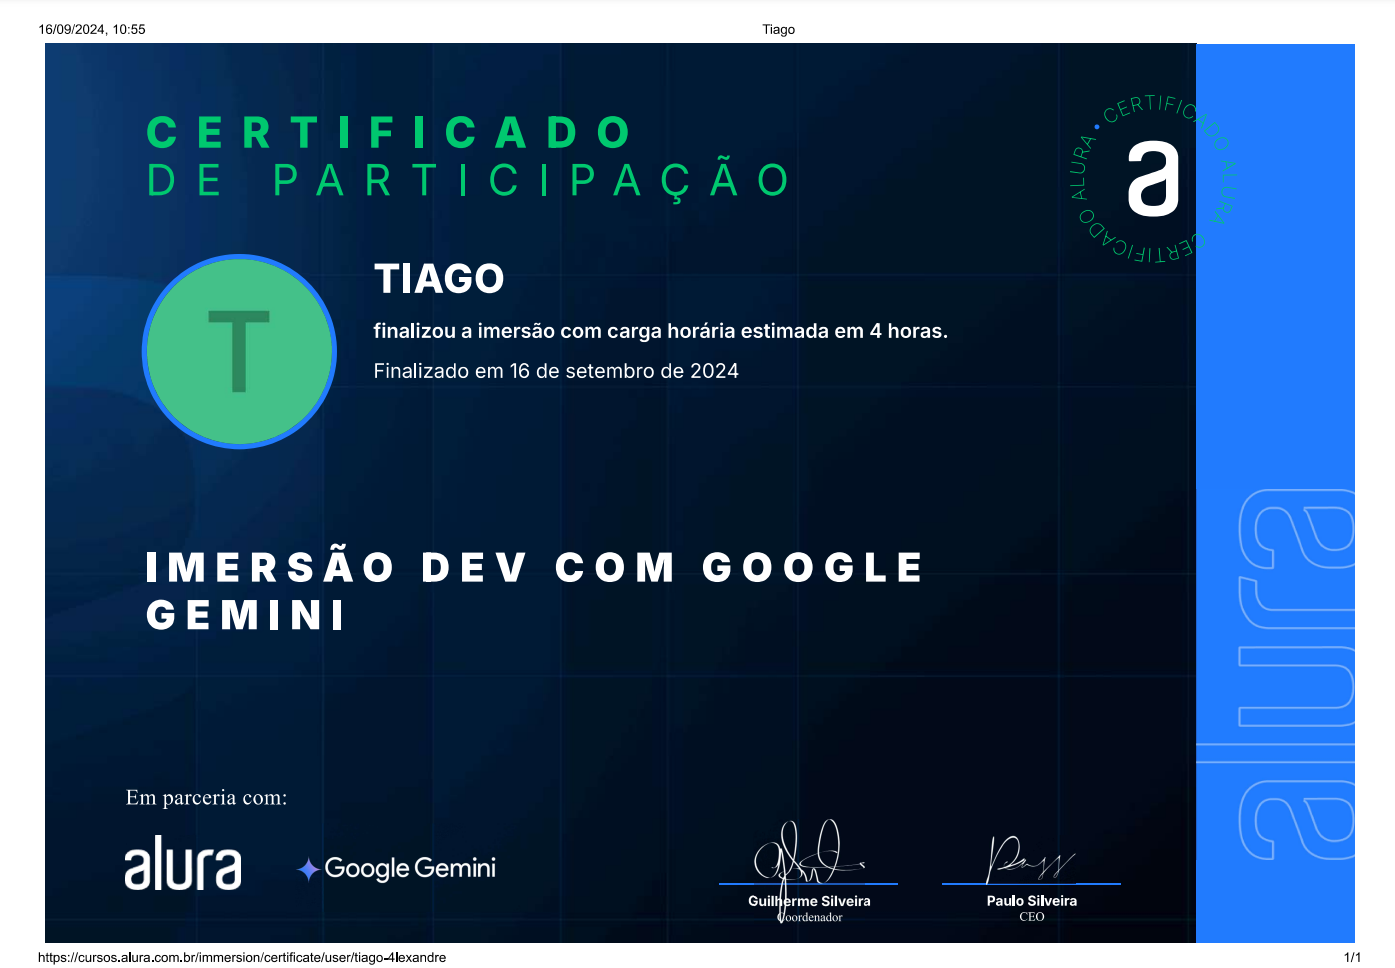 16/09/2024, 10:55
Tiago
CERTIFICADO
DE PARTICIPAÇÃO
• CERTIFICADO ALURA CERTIFICADO ALURA
a
T
TIAGO
finalizou a imersão com carga horária estimada em 4 horas.
Finalizado em 16 de setembro de 2024
IMERSÃO DEV COM GOOGLE
GEMINI
alura
Em parceria com:
alura
Google Gemini
Guilherme Silveira
Coordenador
Paulo Silveira
CEO
https://cursos.alura.com.br/immersion/certificate/user/tiago-4lexandre
1/1